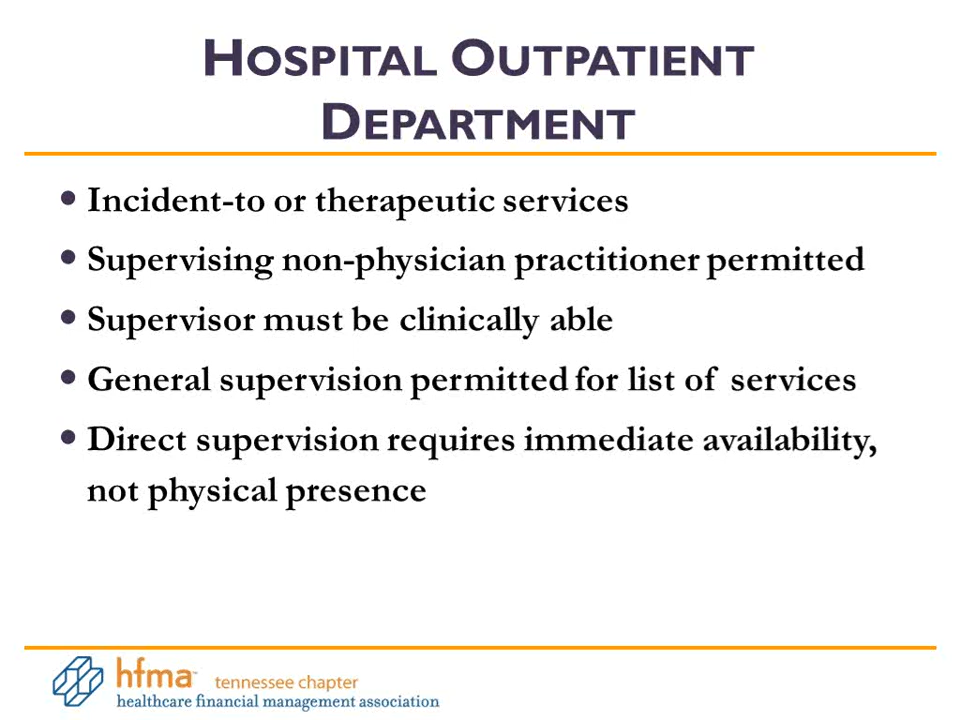 HOSPITAL OUTPATIENT
DEPARTMENT
• Incident-to or therapeutic services
• Supervising non-physician practitioner permitted
• Supervisor must be clinically able
• General supervision permitted for list of services
• Direct supervision requires immediate availability,
not physical presence
hfma™ tennessee chapter
healthcare financial management association